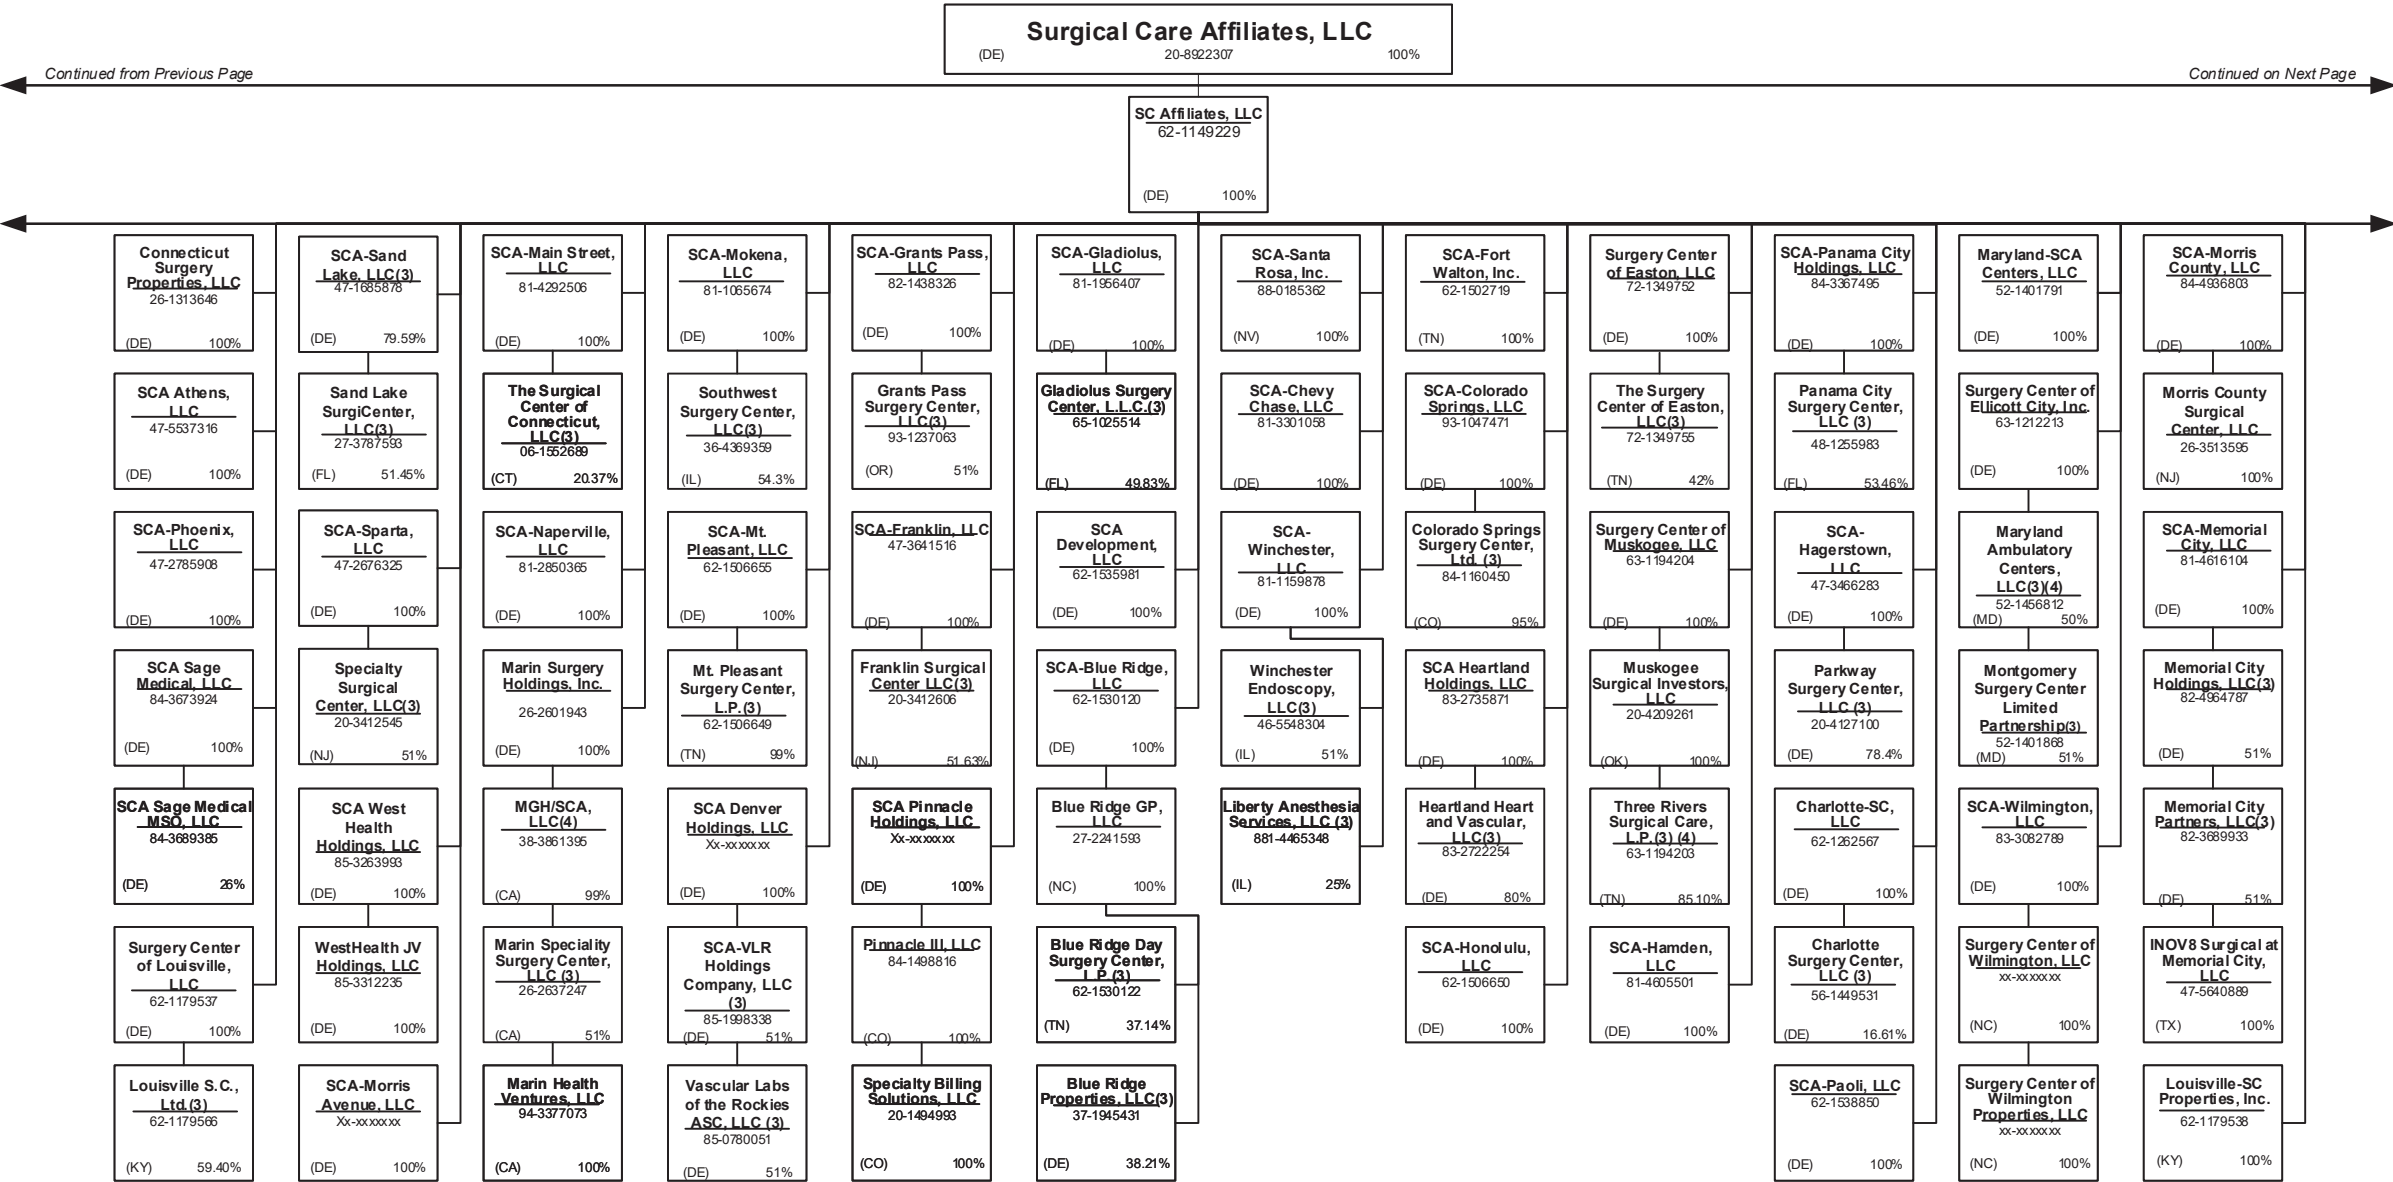 Surgical Care Affiliates, LLC
(DE) 20-8922307 100%
Continued from Previous Page
Continued on Next Page
SC Affiliates, LLC
62-1149229
(DE) 100%
Connecticut
Surgery
Properties, LLC
26-1313646
(DE) 100%
SCA Athens,
LLC
47-5537316
(DE) 100%
SCA-Phoenix,
LLC
47-2785908
(DE) 100%
SCA Sage
Medical, LLC
84-3673924
(DE) 100%
SCA Sage Medical
MSO, LLC
84-3689385
(DE) 26%
Surgery Center
of Louisville,
LLC
62-1179537
(DE) 100%
Louisville S.C.,
Ltd.(3)
62-1179566
(KY) 59.40%
SCA-Sand
Lake, LLC(3)
47-1685878
(DE) 79.59%
Sand Lake
SurgiCenter,
LLC(3)
27-3787593
(FL) 51.45%
SCA-Sparta,
LLC
47-2676325
(DE) 100%
Specialty
Surgical
Center, LLC(3)
20-3412545
(NJ) 51%
SCA West
Health
Holdings, LLC
85-3263993
(DE) 100%
WestHealth JV
Holdings, LLC
85-3312235
(DE) 100%
SCA-Morris
Avenue, LLC
Xx-xxxxxxx
(DE) 100%
SCA-Main Street,
LLC
81-4292506
(DE) 100%
The Surgical
Center of
Connecticut,
LLC(3)
06-1552689
(CT) 20.37%
SCA-Naperville,
LLC
81-2850365
(DE) 100%
Marin Surgery
Holdings, Inc.
26-2601943
(DE) 100%
MGH/SCA,
LLC(4)
38-3861395
(CA) 99%
Marin Speciality
Surgery Center,
LLC (3)
26-2637247
(CA) 51%
Marin Health
Ventures, LLC
94-3377073
(CA) 100%
SCA-Mokena,
LLC
81-1065674
(DE) 100%
Southwest
Surgery Center,
LLC(3)
36-4369359
(IL) 54.3%
SCA-Mt.
Pleasant, LLC
62-1506655
(DE) 100%
Mt. Pleasant
Surgery Center,
L.P.(3)
62-1506649
(TN) 99%
SCA Denver
Holdings, LLC
Xx-xxxxxxx
(DE) 100%
SCA-VLR
Holdings
Company, LLC
(3)
85-1998338
(DE) 51%
Vascular Labs
of the Rockies
ASC, LLC (3)
85-0780051
(DE) 51%
SCA-Grants Pass,
LLC
82-1438326
(DE) 100%
Grants Pass
Surgery Center,
LLC(3)
93-1237063
(OR) 51%
SCA-Franklin, LLC
47-3641516
(DE) 100%
Franklin Surgical
Center LLC(3)
20-3412606
(NJ) 51.63%
SCA Pinnacle
Holdings, LLC
Xx-xxxxxxx
(DE) 100%
Pinnacle III, LLC
84-1498816
(CO) 100%
Specialty Billing
Solutions, LLC
20-1494993
(CO) 100%
SCA-Gladiolus,
LLC
81-1956407
(DE) 100%
Gladiolus Surgery
Center, L.L.C.(3)
65-1025514
(FL) 49.83%
SCA
Development,
LLC
62-1535981
(DE) 100%
SCA-Blue Ridge,
LLC
62-1530120
(DE) 100%
Blue Ridge GP,
LLC
27-2241593
(NC) 100%
Blue Ridge Day
Surgery Center,
L.P.(3)
62-1530122
(TN) 37.14%
Blue Ridge
Properties, LLC(3)
37-1945431
(DE) 38.21%
SCA-Santa
Rosa, Inc.
88-0185362
(NV) 100%
SCA-Chevy
Chase, LLC
81-3301058
(DE) 100%
SCA-
Winchester,
LLC
81-1159878
(DE) 100%
Winchester
Endoscopy,
LLC(3)
46-5548304
(IL) 51%
Liberty Anesthesia
Services, LLC (3)
881-4465348
(IL) 25%
SCA-Fort
Walton, Inc.
62-1502719
(TN) 100%
SCA-Colorado
Springs, LLC
93-1047471
(DE) 100%
Colorado Springs
Surgery Center,
Ltd. (3)
84-1160450
(CO) 95%
SCA Heartland
Holdings, LLC
83-2735871
(DE) 100%
Heartland Heart
and Vascular,
LLC(3)
83-2722254
(DE) 80%
SCA-Honolulu,
LLC
62-1506650
(DE) 100%
Surgery Center
of Easton, LLC
72-1349752
(DE) 100%
The Surgery
Center of Easton,
LLC(3)
72-1349755
(TN) 42%
Surgery Center of
Muskogee, LLC
63-1194204
(DE) 100%
Muskogee
Surgical Investors,
LLC
20-4209261
(OK) 100%
Three Rivers
Surgical Care,
L.P.(3) (4)
63-1194203
(TN) 85.10%
SCA-Hamden,
LLC
81-4605501
(DE) 100%
SCA-Panama City
Holdings, LLC
84-3367495
(DE) 100%
Panama City
Surgery Center,
LLC (3)
48-1255983
(FL) 53.46%
SCA-
Hagerstown,
LLC
47-3466283
(DE) 100%
Parkway
Surgery Center,
LLC (3)
20-4127100
(DE) 78.4%
Charlotte-SC,
LLC
62-1262567
(DE) 100%
Charlotte
Surgery Center,
LLC (3)
56-1449531
(DE) 16.61%
SCA-Paoli, LLC
62-1538850
(DE) 100%
Maryland-SCA
Centers, LLC
52-1401791
(DE) 100%
Surgery Center of
Ellicott City, Inc.
63-1212213
(DE) 100%
Maryland
Ambulatory
Centers,
LLC(3)(4)
52-1456812
(MD) 50%
Montgomery
Surgery Center
Limited
Partnership(3)
52-1401868
(MD) 51%
SCA-Wilmington,
LLC
83-3082789
(DE) 100%
Surgery Center of
Wilmington, LLC
xx-xxxxxxx
(NC) 100%
Surgery Center of
Wilmington
Properties, LLC
xx-xxxxxxx
(NC) 100%
SCA-Morris
County, LLC
84-4936803
(DE) 100%
Morris County
Surgical
Center, LLC
26-3513595
(NJ) 100%
SCA-Memorial
City, LLC
81-4616104
(DE) 100%
Memorial City
Holdings, LLC(3)
82-4964787
(DE) 51%
Memorial City
Partners, LLC(3)
82-3689933
(DE) 51%
INOV8 Surgical at
Memorial City,
LLC
47-5640889
(TX) 100%
Louisville-SC
Properties, Inc.
62-1179538
(KY) 100%